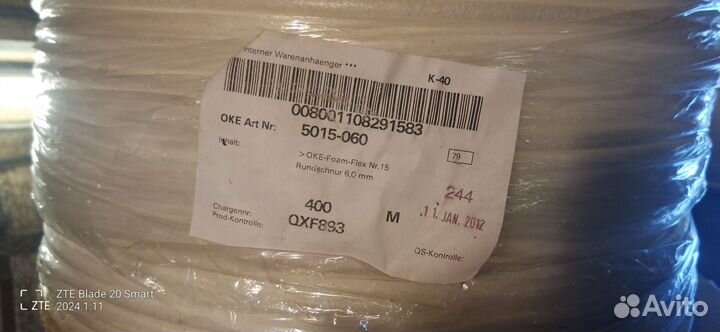 Interner Warenanhaenger ***
K-40
008001108291583
OKE Art Nr: 5015-060
Inhalt:
79
>OKE-Foam-Flex Nr.15
Rundschnur 6,0 mm
244
400 M
11. JAN. 2012
Chargennr:
Prod-Kontrolle: QXF893
QS-Kontrolle:
ZTE Blade 20 Smart
ZTE 2024.1.11
Avito